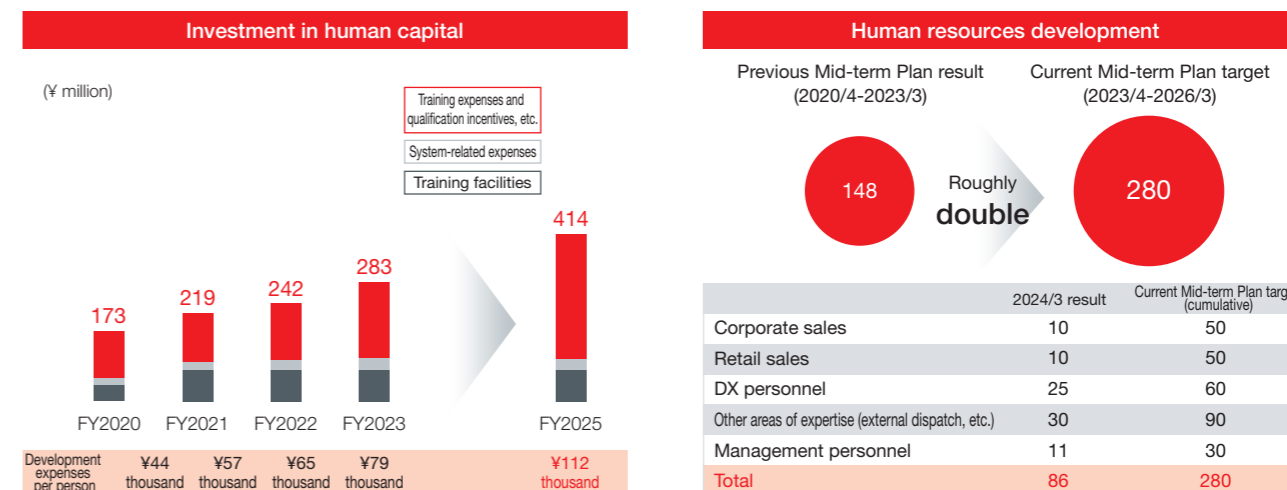 Investment in human capital
(¥ million)
Training expenses and
qualification incentives, etc.
System-related expenses
Training facilities
173
219
242
283
414
FY2020 FY2021 FY2022 FY2023 FY2025
Development
expenses
per person
¥44
thousand
¥57
thousand
¥65
thousand
¥79
thousand
¥112
thousand
Human resources development
Previous Mid-term Plan result
(2020/4-2023/3)
Current Mid-term Plan target
(2023/4-2026/3)
148
Roughly
double
280
2024/3 result
Current Mid-term Plan targ
(cumulative)
Corporate sales 10 50
Retail sales 10 50
DX personnel 25 60
Other areas of expertise (external dispatch, etc.) 30 90
Management personnel 11 30
Total 86 280